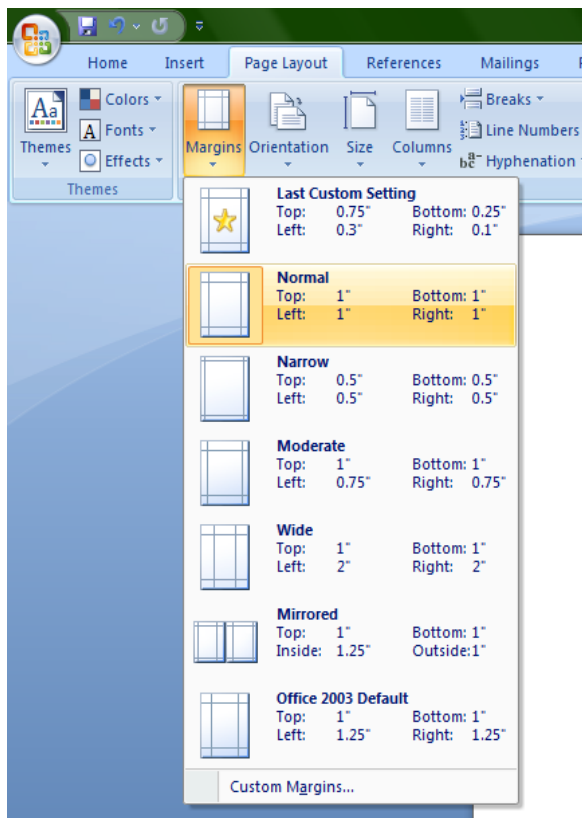 Home Insert Page Layout References Mailings
Aa
Themes
Colors
A Fonts
Effects
Themes
Margins Orientation Size Columns
Breaks
Line Numbers
bc
a- Hyphenation
Last Custom Setting
Top: 0.75" Bottom: 0.25"
Left: 0.3" Right: 0.1"
Normal
Top: 1" Bottom: 1"
Left: 1" Right: 1"
Narrow
Top: 0.5" Bottom: 0.5"
Left: 0.5" Right: 0.5"
Moderate
Top: 1" Bottom: 1"
Left: 0.75" Right: 0.75"
Wide
Top: 1" Bottom: 1"
Left: 2" Right: 2"
Mirrored
Top: 1" Bottom: 1"
Inside: 1.25" Outside:1"
Office 2003 Default
Top: 1" Bottom: 1"
Left: 1.25" Right: 1.25"
Custom Margins...